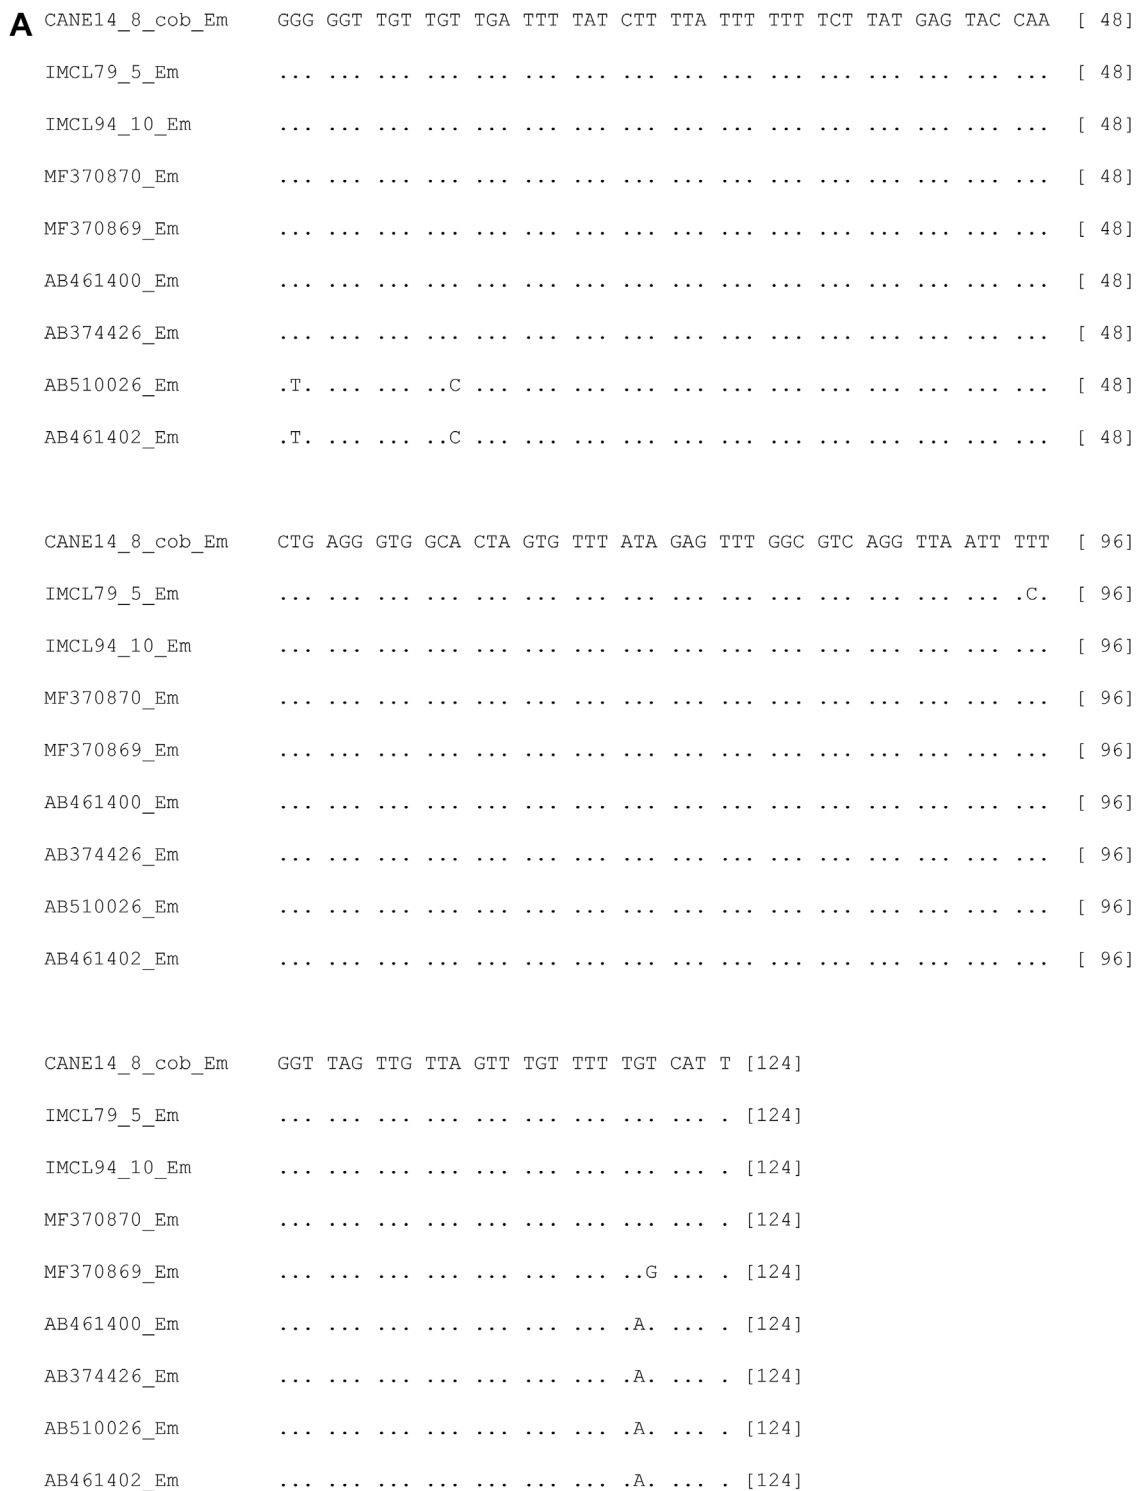 A CANE14_8_cob_Em GGG GGT TGT TGT TGA TTT TAT CTT TTA TTT TTT TCT TAT GAG TAC CAA [ 48]
IMCL79_5_Em ... ... ... ... ... ... ... ... ... ... ... ... ... ... ... ... [ 48]
IMCL94_10_Em ... ... ... ... ... ... ... ... ... ... ... ... ... ... ... ... [ 48]
MF370870_Em ... ... ... ... ... ... ... ... ... ... ... ... ... ... ... ... [ 48]
MF370869_Em ... ... ... ... ... ... ... ... ... ... ... ... ... ... ... ... [ 48]
AB461400_Em ... ... ... ... ... ... ... ... ... ... ... ... ... ... ... ... [ 48]
AB374426_Em ... ... ... ... ... ... ... ... ... ... ... ... ... ... ... ... [ 48]
AB510026_Em .T. ... ... ..C ... ... ... ... ... ... ... ... ... ... ... ... [ 48]
AB461402_Em .T. ... ... ..C ... ... ... ... ... ... ... ... ... ... ... ... [ 48]
CANE14_8_cob_Em CTG AGG GTG GCA CTA GTG TTT ATA GAG TTT GGC GTC AGG TTA ATT TTT [ 96]
IMCL79_5_Em ... ... ... ... ... ... ... ... ... ... ... ... ... ... ... .C. [ 96]
IMCL94_10_Em ... ... ... ... ... ... ... ... ... ... ... ... ... ... ... ... [ 96]
MF370870_Em ... ... ... ... ... ... ... ... ... ... ... ... ... ... ... ... [ 96]
MF370869_Em ... ... ... ... ... ... ... ... ... ... ... ... ... ... ... ... [ 96]
AB461400_Em ... ... ... ... ... ... ... ... ... ... ... ... ... ... ... ... [ 96]
AB374426_Em ... ... ... ... ... ... ... ... ... ... ... ... ... ... ... ... [ 96]
AB510026_Em ... ... ... ... ... ... ... ... ... ... ... ... ... ... ... ... [ 96]
AB461402_Em ... ... ... ... ... ... ... ... ... ... ... ... ... ... ... ... [ 96]
CANE14_8_cob_Em GGT TAG TTG TTA GTT TGT TTT TGT CAT T [124]
IMCL79_5_Em ... ... ... ... ... ... ... ... ... . [124]
IMCL94_10_Em ... ... ... ... ... ... ... ... ... . [124]
MF370870_Em ... ... ... ... ... ... ... ... ... . [124]
MF370869_Em ... ... ... ... ... ... ... ..G ... . [124]
AB461400_Em ... ... ... ... ... ... ... .A. ... . [124]
AB374426_Em ... ... ... ... ... ... ... .A. ... . [124]
AB510026_Em ... ... ... ... ... ... ... .A. ... . [124]
AB461402_Em ... ... ... ... ... ... ... .A. ... . [124]